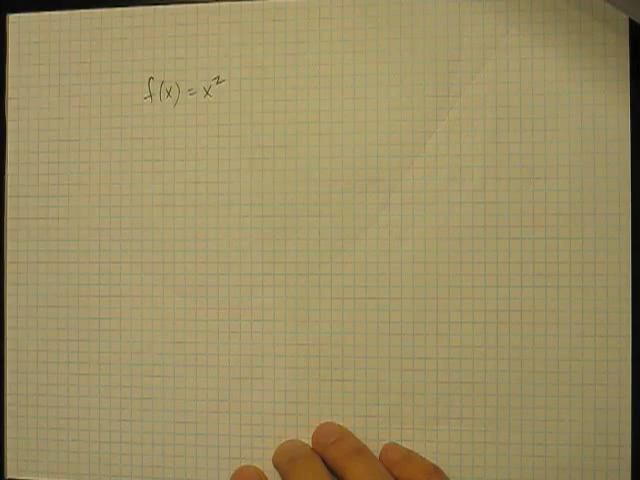 f(x) = x²